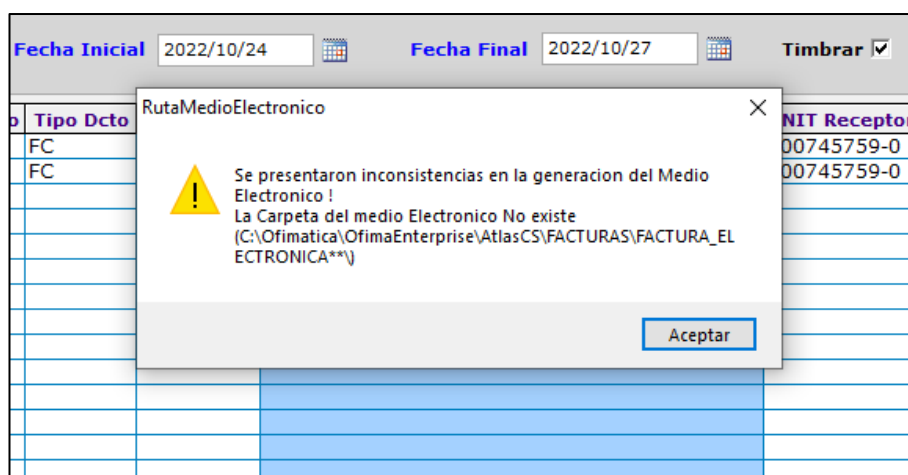 Fecha Inicial 2022/10/24 Fecha Final 2022/10/27 Timbrar
RutaMedioElectronico
Tipo Dcto NIT Receptor
FC 00745759-0
FC 00745759-0
Se presentaron inconsistencias en la generacion del Medio
Electronico !
La Carpeta del medio Electronico No existe
(C:\Ofimatica\OfimaEnterprise\AtlasCS\FACTURAS\FACTURA_EL
ECTRONICA**\)
Aceptar